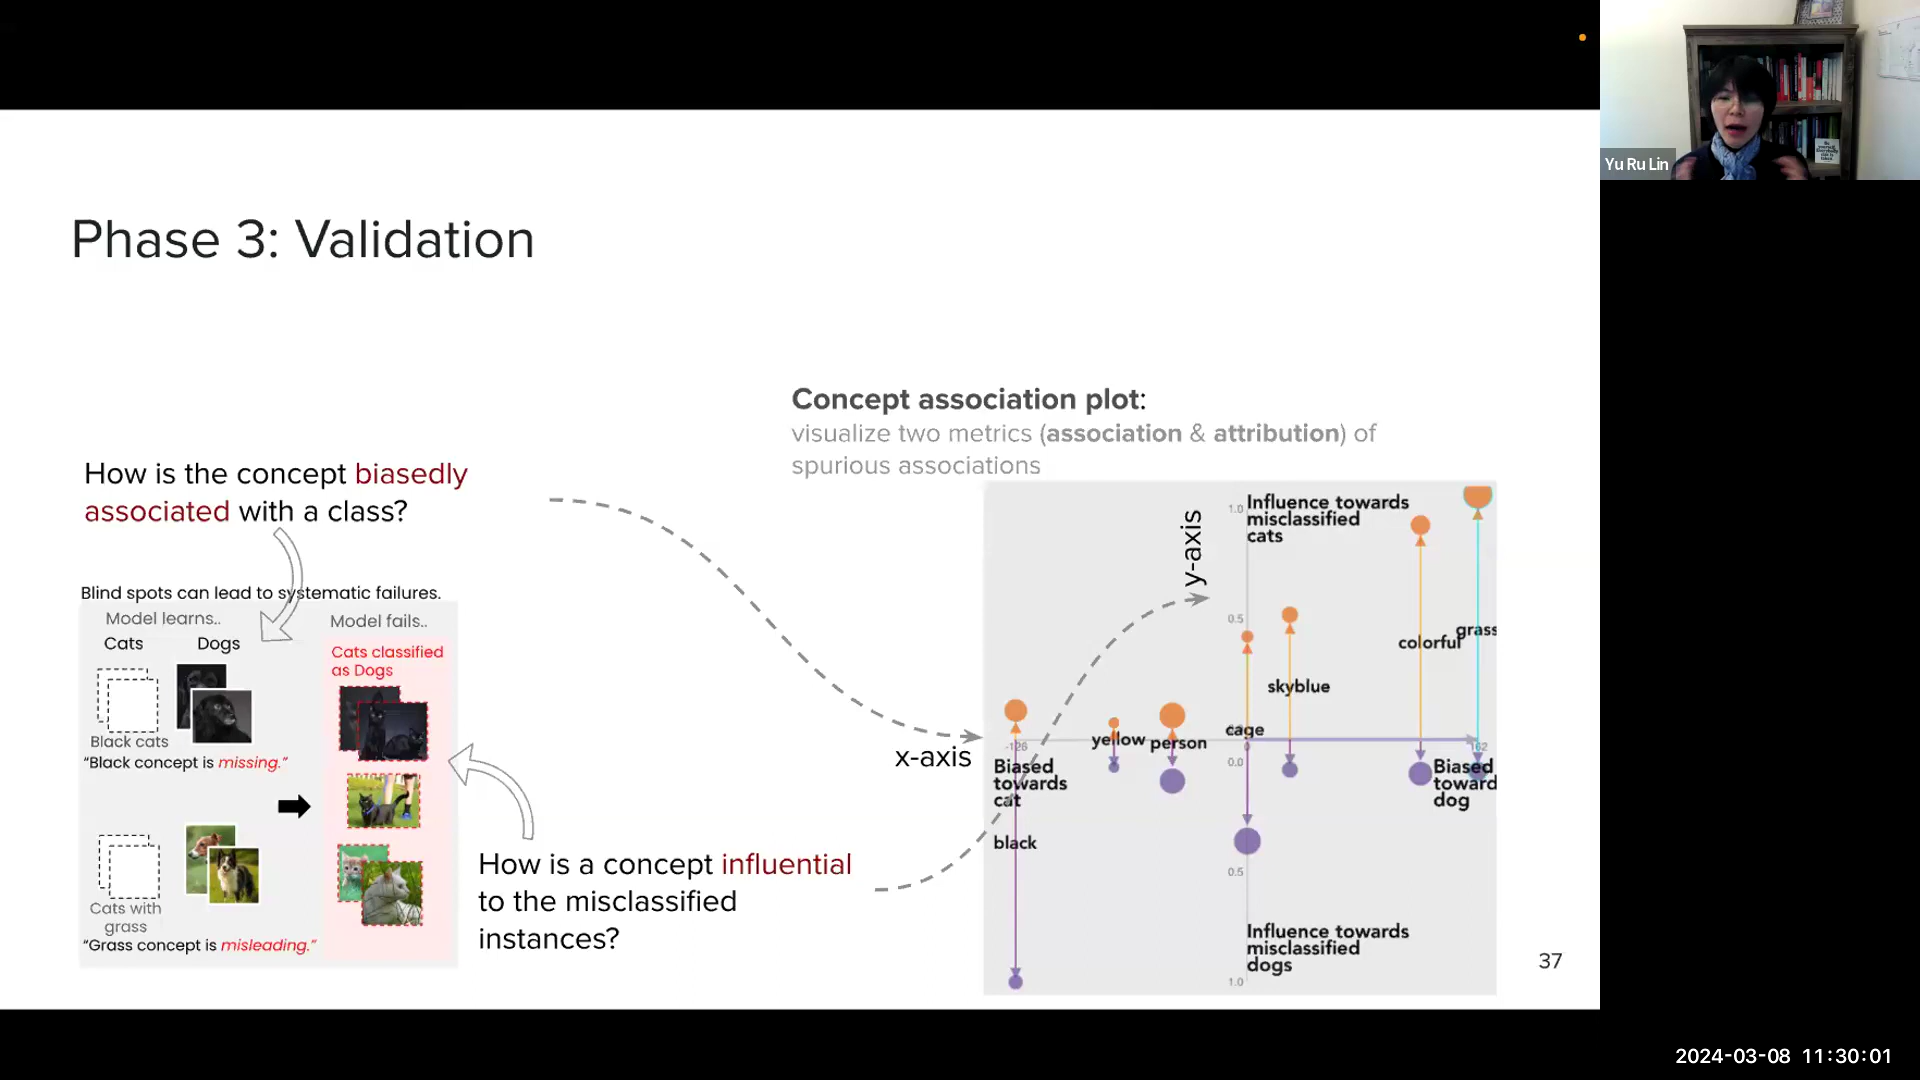 Yu Ru Lin
Phase 3: Validation
Concept association plot:
visualize two metrics (association & attribution) of
spurious associations
How is the concept biasedly
associated with a class?
Blind spots can lead to systematic failures.
Model learns..
Model fails..
Cats
Dogs
Cats classified
as Dogs
Black cats
"Black concept is missing."
Cats with
grass
"Grass concept is misleading."
How is a concept influential
to the misclassified
instances?
x-axis
y-axis
1.0
Influence towards
misclassified
cats
0.5
colorful
grass
skyblue
cage
yellow
person
-126
0
0.0
Biased
towards
cat
Biased
toward
dog
black
0.5
Influence towards
misclassified
dogs
1.0
37
2024-03-08 11:30:01